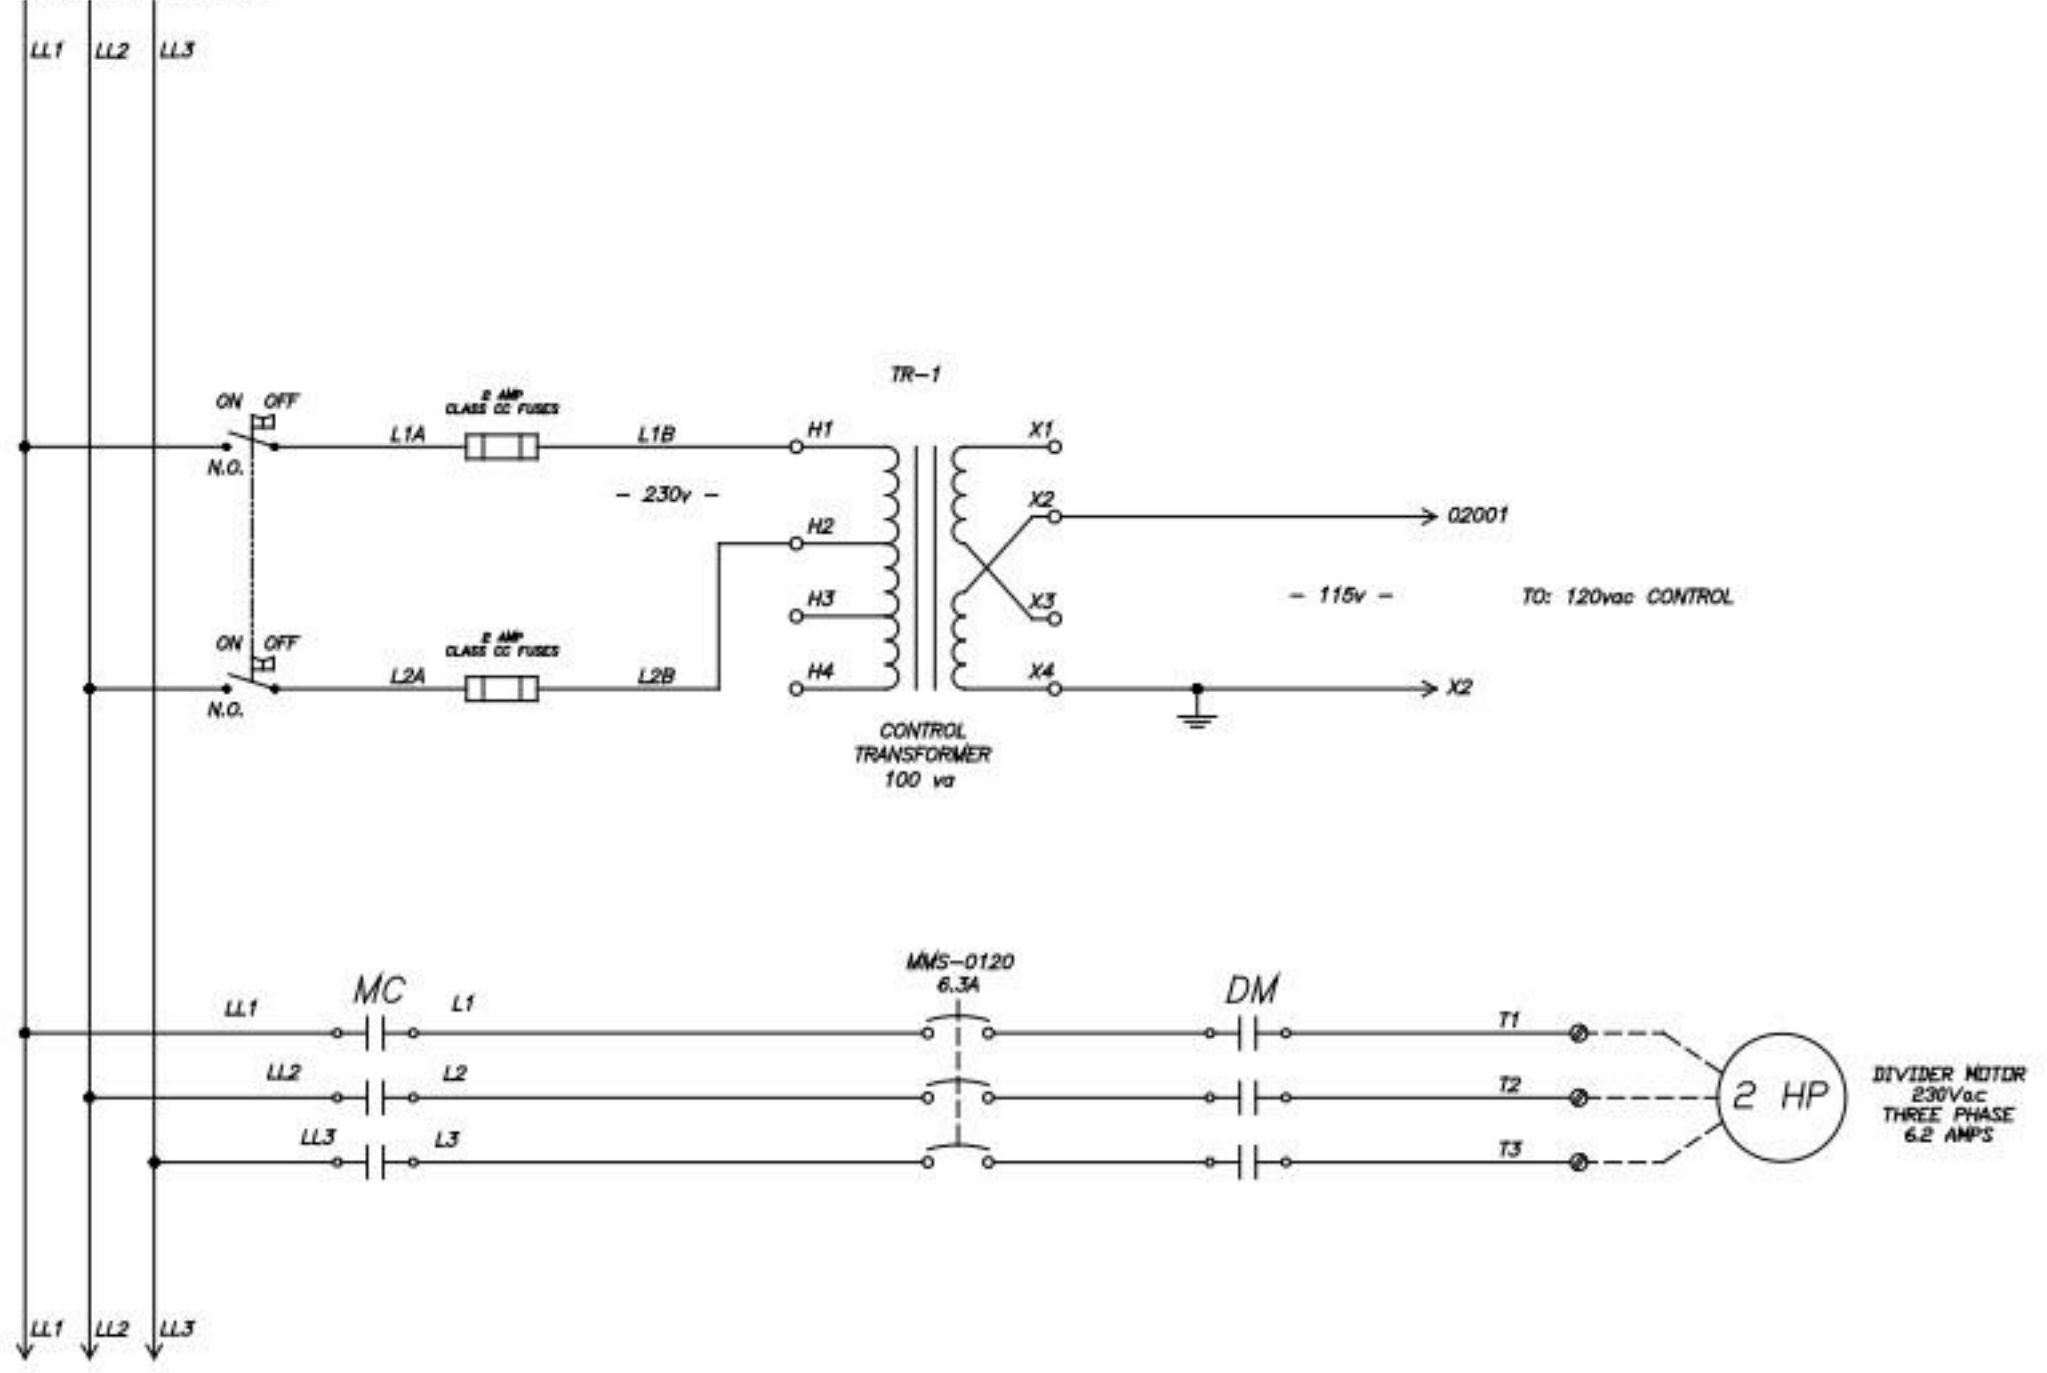 LL1 LL2 LL3
TR-1
ON OFF
2 AMP
CLASS CC FUSES
L1A
L1B
H1
X1
N.O.
- 230v -
X2
02001
H2
- 115v -
TO: 120vac CONTROL
H3
X3
ON OFF
2 AMP
CLASS CC FUSES
L2A
L2B
H4
X4
X2
N.O.
CONTROL
TRANSFORMER
100 va
MMS-0120
6.3A
MC
DM
LL1
L1
T1
LL2
L2
T2
2 HP
DIVIDER MOTOR
230Vac
THREE PHASE
6.2 AMPS
LL3
L3
T3
LL1 LL2 LL3